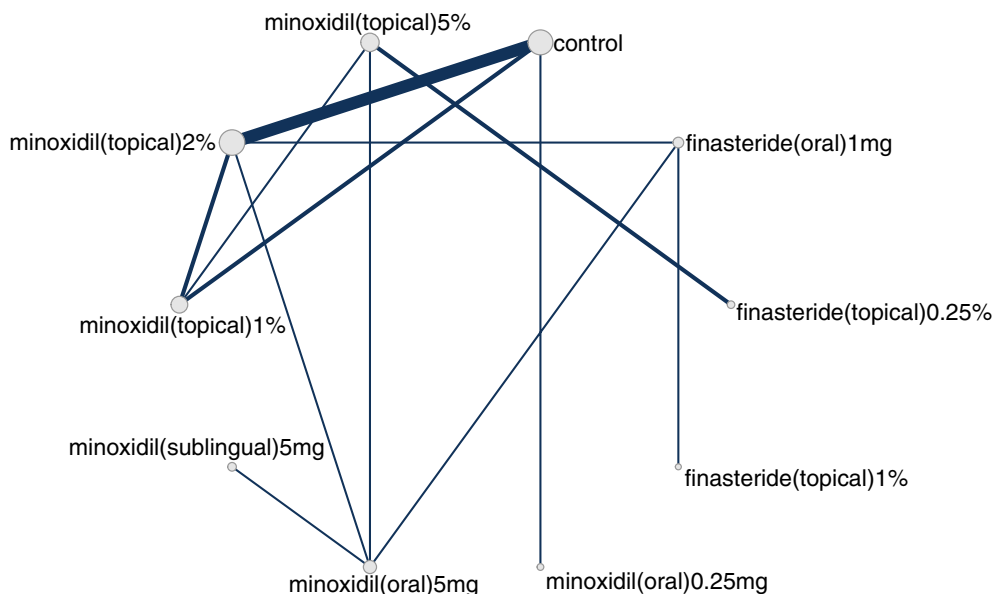 minoxidil(topical)5%
control
minoxidil(topical)2%
finasteride(oral)1mg
finasteride(topical)0.25%
minoxidil(topical)1%
minoxidil(sublingual)5mg
finasteride(topical)1%
minoxidil(oral)5mg
minoxidil(oral)0.25mg